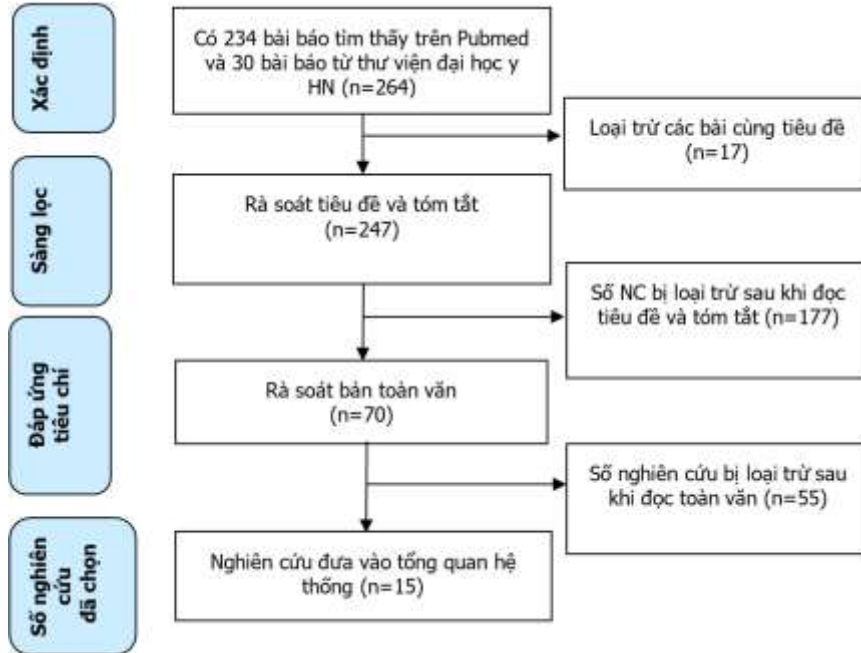 Xác định
Có 234 bài báo tìm thấy trên Pubmed
và 30 bài báo từ thư viện đại học y
HN (n=264)
Loại trừ các bài cùng tiêu đề
(n=17)
Sàng lọc
Rà soát tiêu đề và tóm tắt
(n=247)
Số NC bị loại trừ sau khi đọc
tiêu đề và tóm tắt (n=177)
Đáp ứng
tiêu chí
Rà soát bản toàn văn
(n=70)
Số nghiên cứu bị loại trừ sau
khi đọc toàn văn (n=55)
Số nghiên
cứu
đã chọn
Nghiên cứu đưa vào tổng quan hệ
thống (n=15)